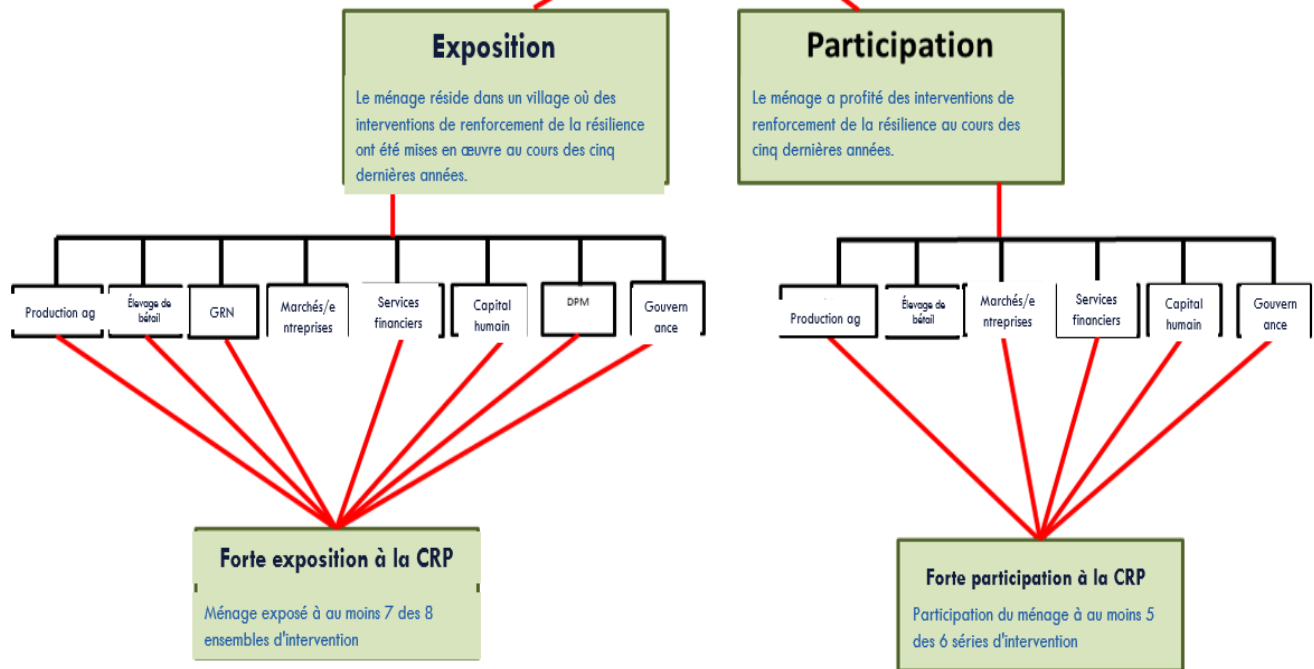 Exposition
Le ménage réside dans un village où des
interventions de renforcement de la résilience
ont été mises en œuvre au cours des cinq
dernières années.
Participation
Le ménage a profité des interventions de
renforcement de la résilience au cours des
cinq dernières années.
Production ag
Élevage de
bétail
GRN
Marchés/e
ntreprises
Services
financiers
Capital
humain
DPM
Gouvern
ance
Production ag
Élevage de
bétail
Marchés/e
ntreprises
Services
financiers
Capital
humain
Gouvern
ance
Forte exposition à la CRP
Ménage exposé à au moins 7 des 8
ensembles d'intervention
Forte participation à la CRP
Participation du ménage à au moins 5
des 6 séries d'intervention